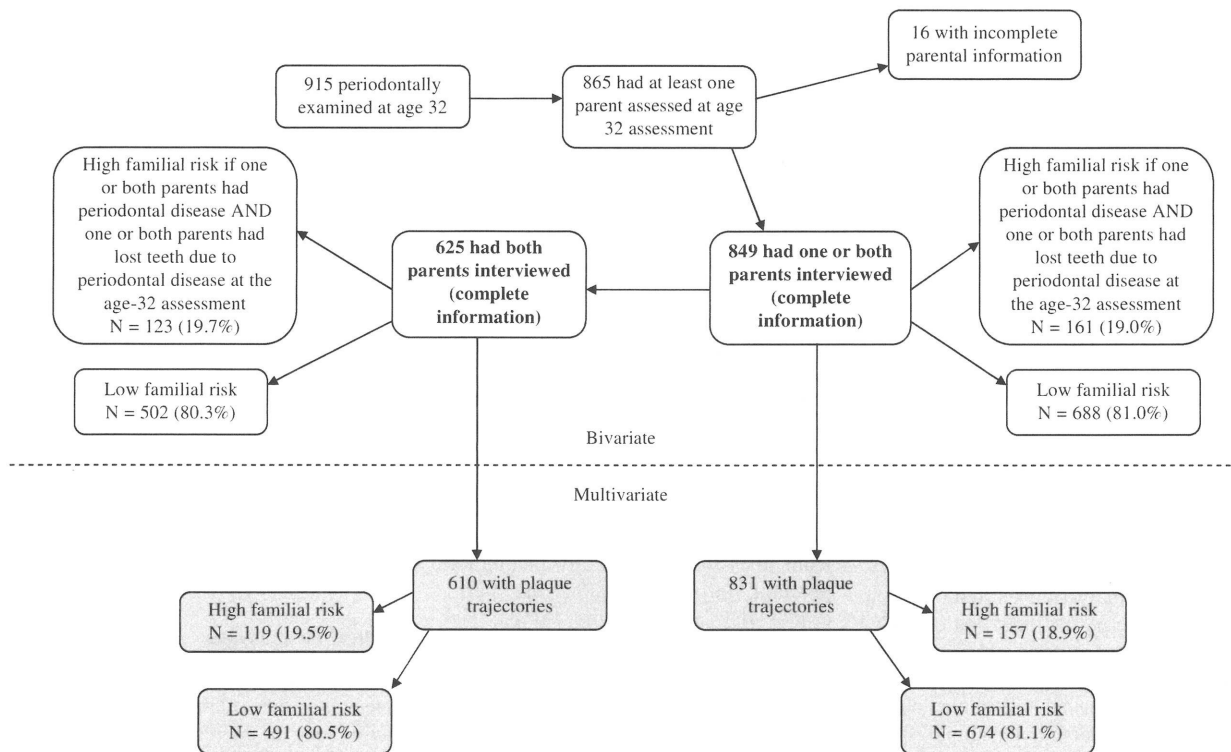 16 with incomplete
parental information
915 periodontally
examined at age 32
865 had at least one
parent assessed at age
32 assessment
High familial risk if one
or both parents had
periodontal disease AND
one or both parents had
lost teeth due to
periodontal disease at the
age-32 assessment
N = 123 (19.7%)
625 had both
parents interviewed
(complete
information)
849 had one or both
parents interviewed
(complete
information)
High familial risk if one
or both parents had
periodontal disease AND
one or both parents had
lost teeth due to
periodontal disease at
the age-32 assessment
N = 161 (19.0%)
Low familial risk
N = 502 (80.3%)
Low familial risk
N = 688 (81.0%)
Bivariate
Multivariate
610 with plaque
trajectories
831 with plaque
trajectories
High familial risk
N = 119 (19.5%)
High familial risk
N = 157 (18.9%)
Low familial risk
N = 491 (80.5%)
Low familial risk
N = 674 (81.1%)